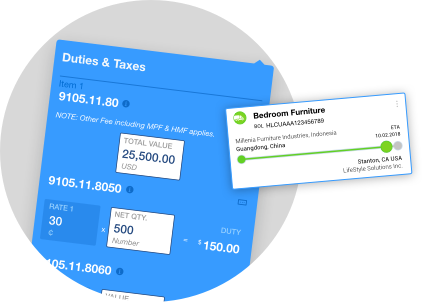 Duties & Taxes
Item 1
9105.11.80
NOTE: Other Fee including MPF & HMF applies.
TOTAL VALUE
25,500.00
USD
9105.11.8050
RATE 1
30
¢
x
NET QTY.
500
Number
=
DUTY
$150.00
9105.11.8060
VALUE
Bedroom Furniture
BOL HLCUAAA123456789
Millenia Furniture Industries, Indonesia
Guangdong, China
ETA
10.02.2018
Stanton, CA USA
LifeStyle Solutions Inc.